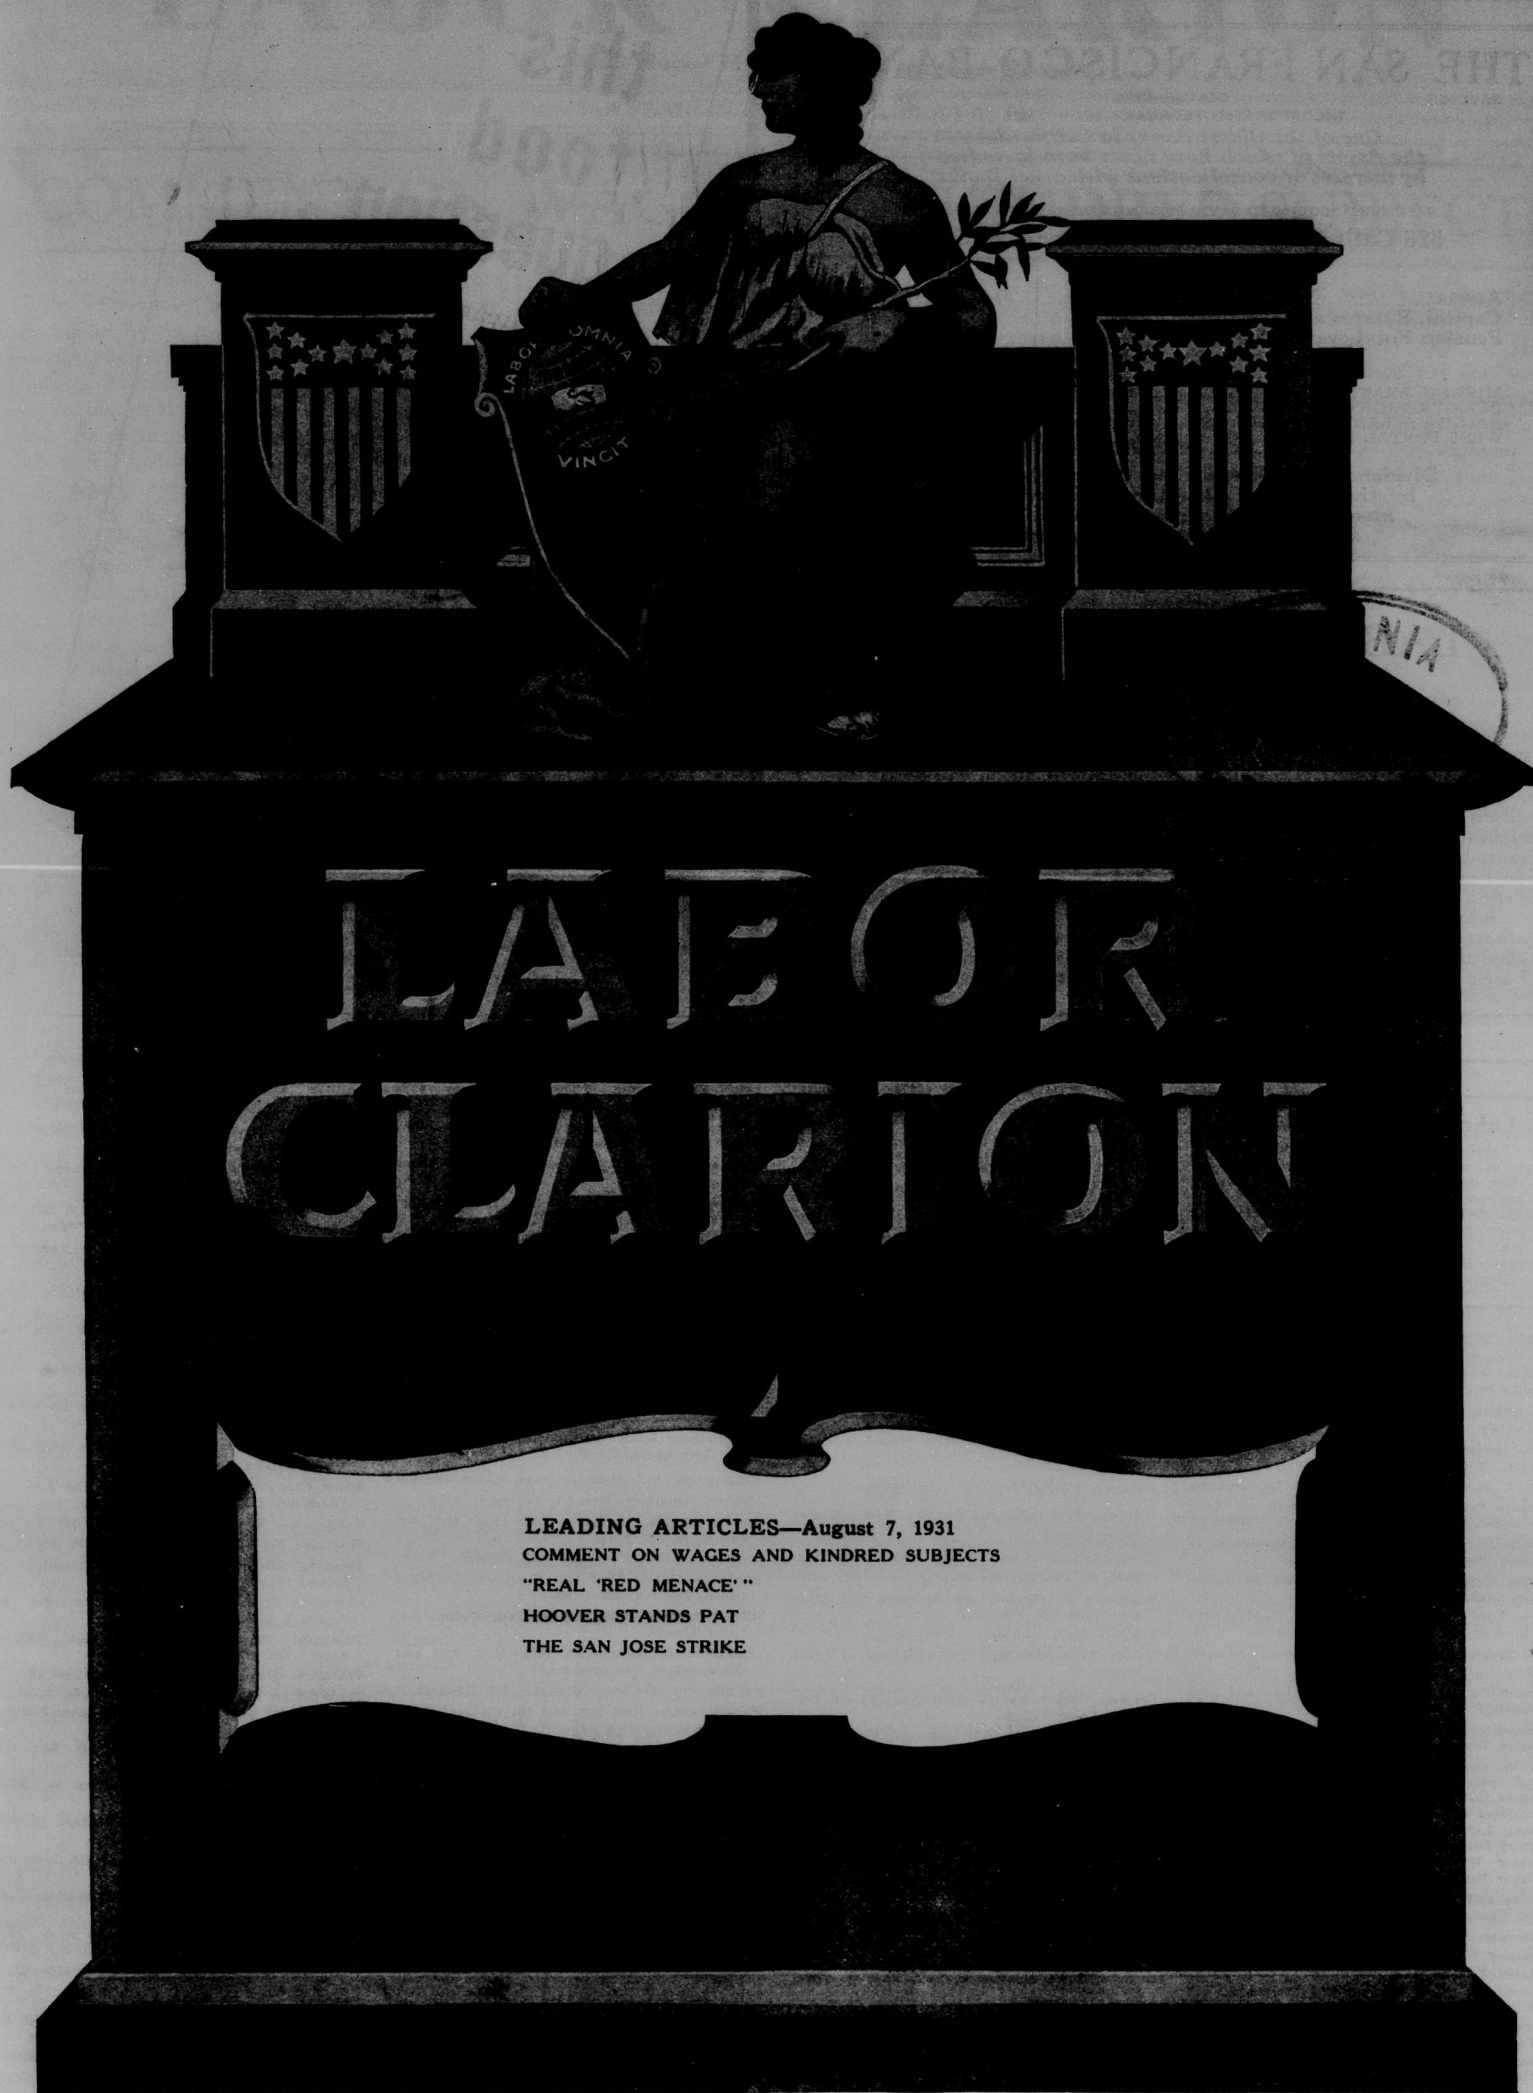 LABOR OMNIA
VINCIT
NIA
LABOR
CLARION
LEADING ARTICLES—August 7, 1931
COMMENT ON WAGES AND KINDRED SUBJECTS
"REAL 'RED MENACE'"
HOOVER STANDS PAT
THE SAN JOSE STRIKE